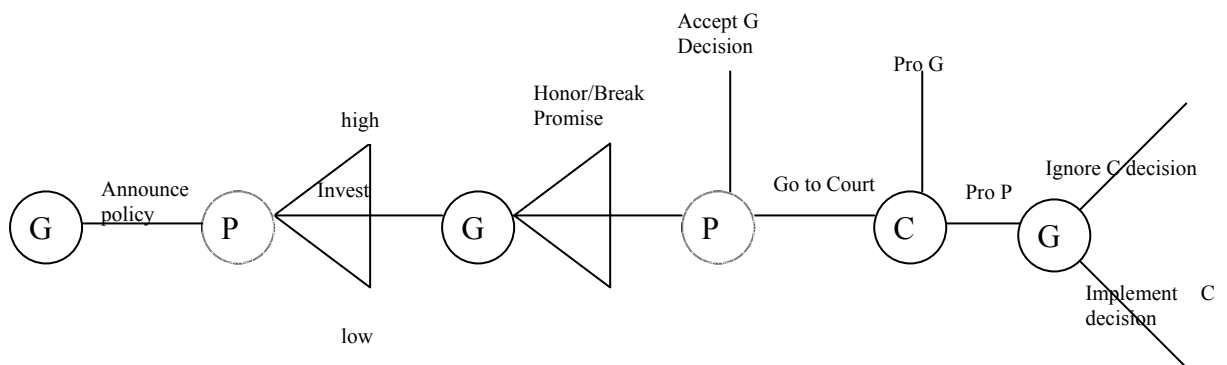 Accept G
Decision
Pro G
Honor/Break
Promise
high
Announce
policy
Invest
Go to Court
Pro P
Ignore C decision
G
P
G
P
C
G
Implement C
decision
low